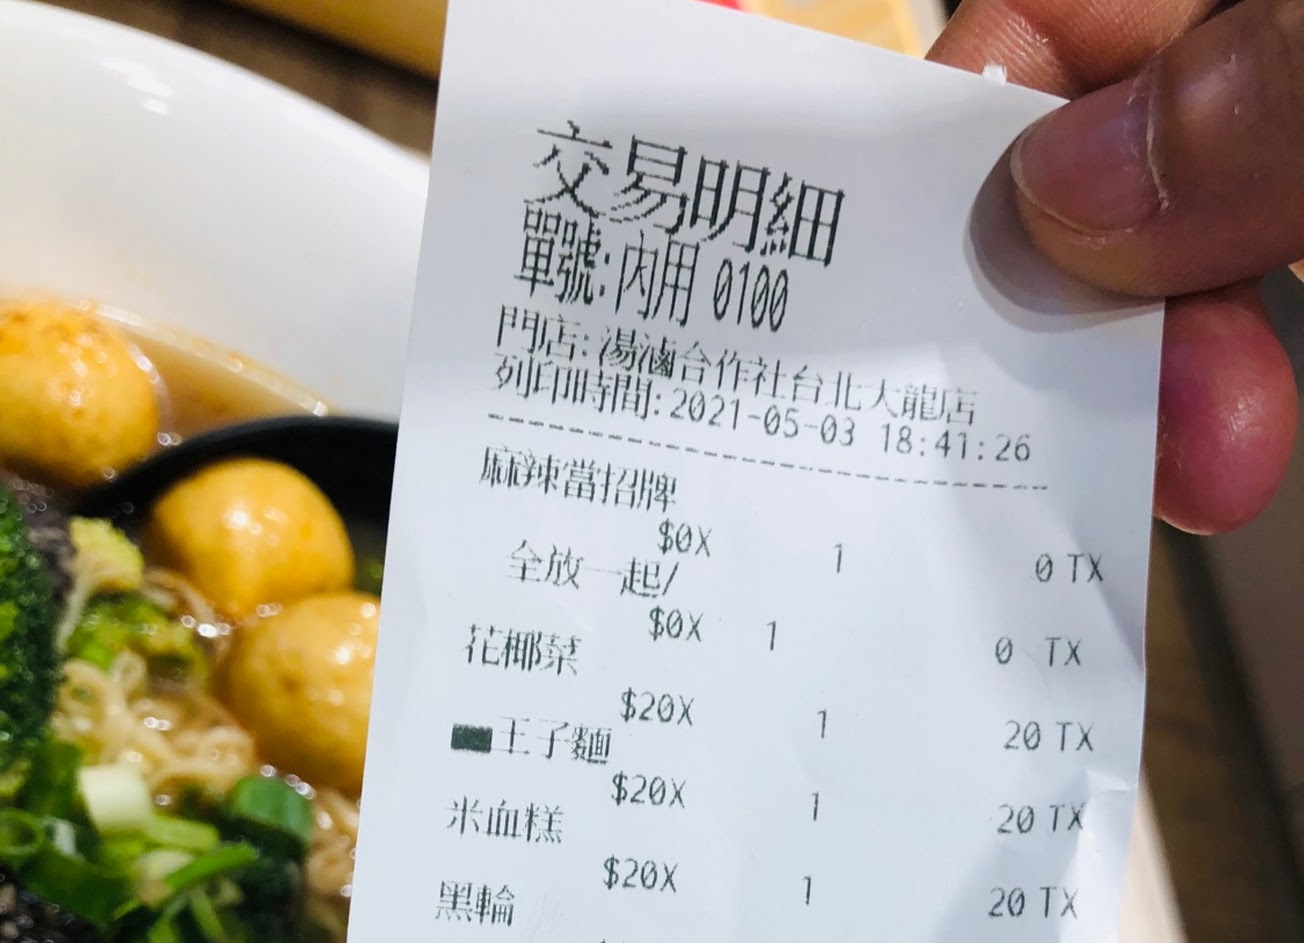 交易明細
單號:內用 0100
門店:湯滷合作社台北大龍店
列印時間:2021-05-03 18:41:26
麻辣當招牌
$0X 1 0 TX
全放一起/
$0X 1 0 TX
花椰菜
$20X 1 20 TX
王子麵
$20X 1 20 TX
米血糕
$20X 1 20 TX
黑輪